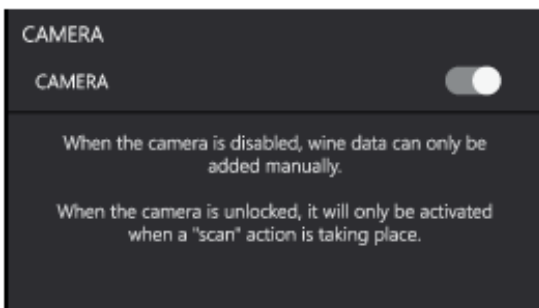 CAMERA
CAMERA
When the camera is disabled, wine data can only be
added manually.
When the camera is unlocked, it will only be activated
when a "scan" action is taking place.